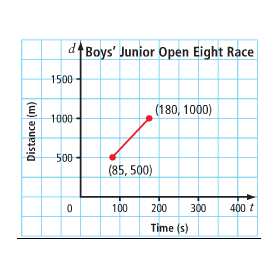 d Boys' Junior Open Eight Race
1500
(180, 1000)
1000
Distance (m)
500
(85, 500)
0 100 200 300 400 t
Time (s)